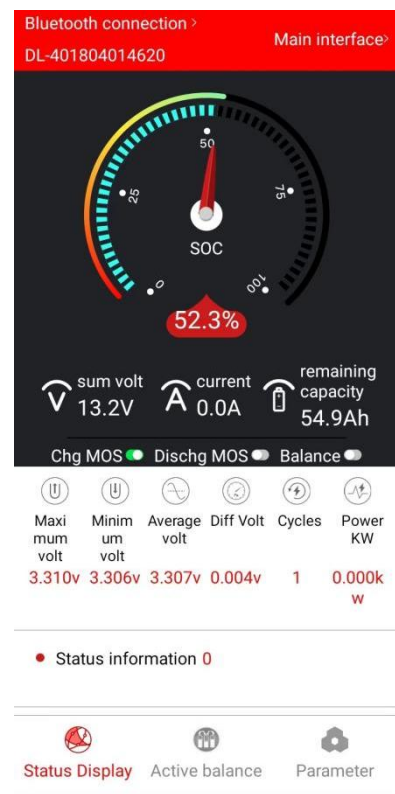 Bluetooth connection >
Main interface>
DL-401804014620
50
25
75
SOC
0
100
52.3%
sum volt
13.2V
current
0.0A
remaining
capacity
54.9Ah
Chg MOS Dischg MOS Balance
Maxi
mum
volt
Minim
um
volt
Average
volt
Diff Volt
Cycles
Power
KW
3.310v 3.306v 3.307v 0.004v 1 0.000k
w
Status information 0
Status Display Active balance Parameter